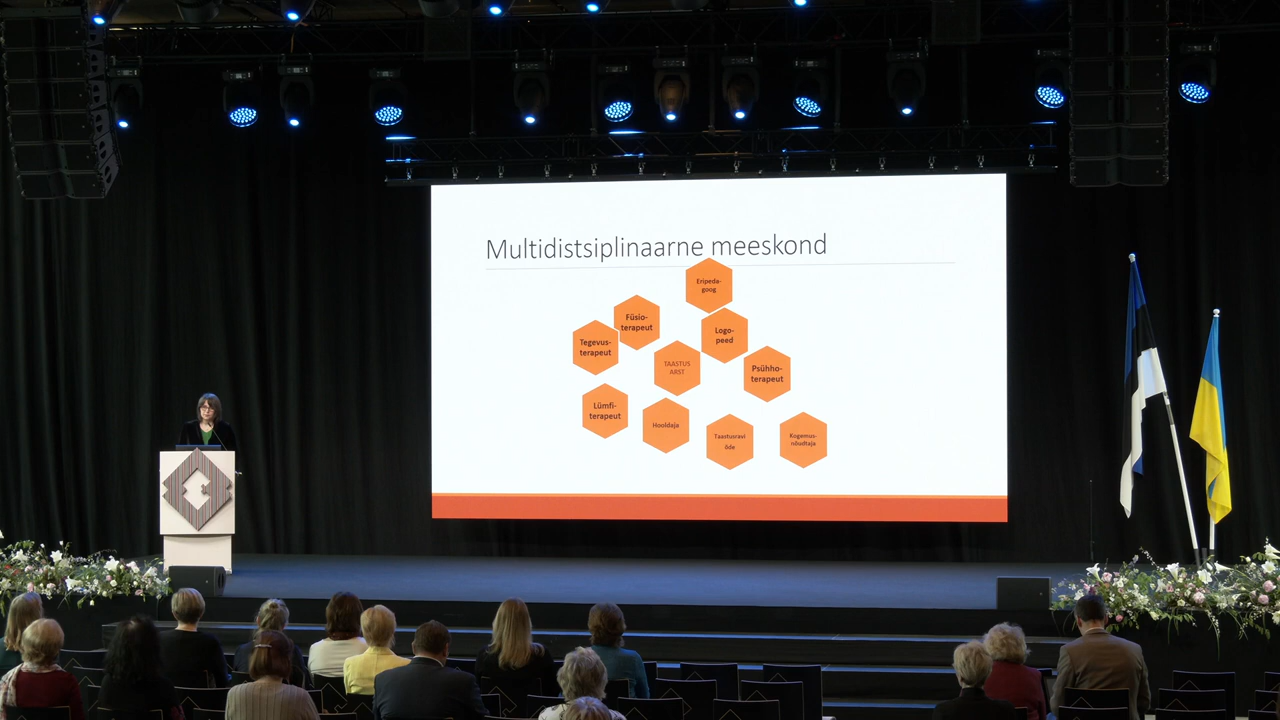 Multidistsiplinaarne meeskond
Eripeda-
goog
Füsio-
terapeut
Logo-
peed
Tegevus-
terapeut
TAASTUS
ARST
Psühho-
terapeut
Lümfi-
terapeut
Hooldaja
Taastusravi
õde
Kogemus-
nõudtaja